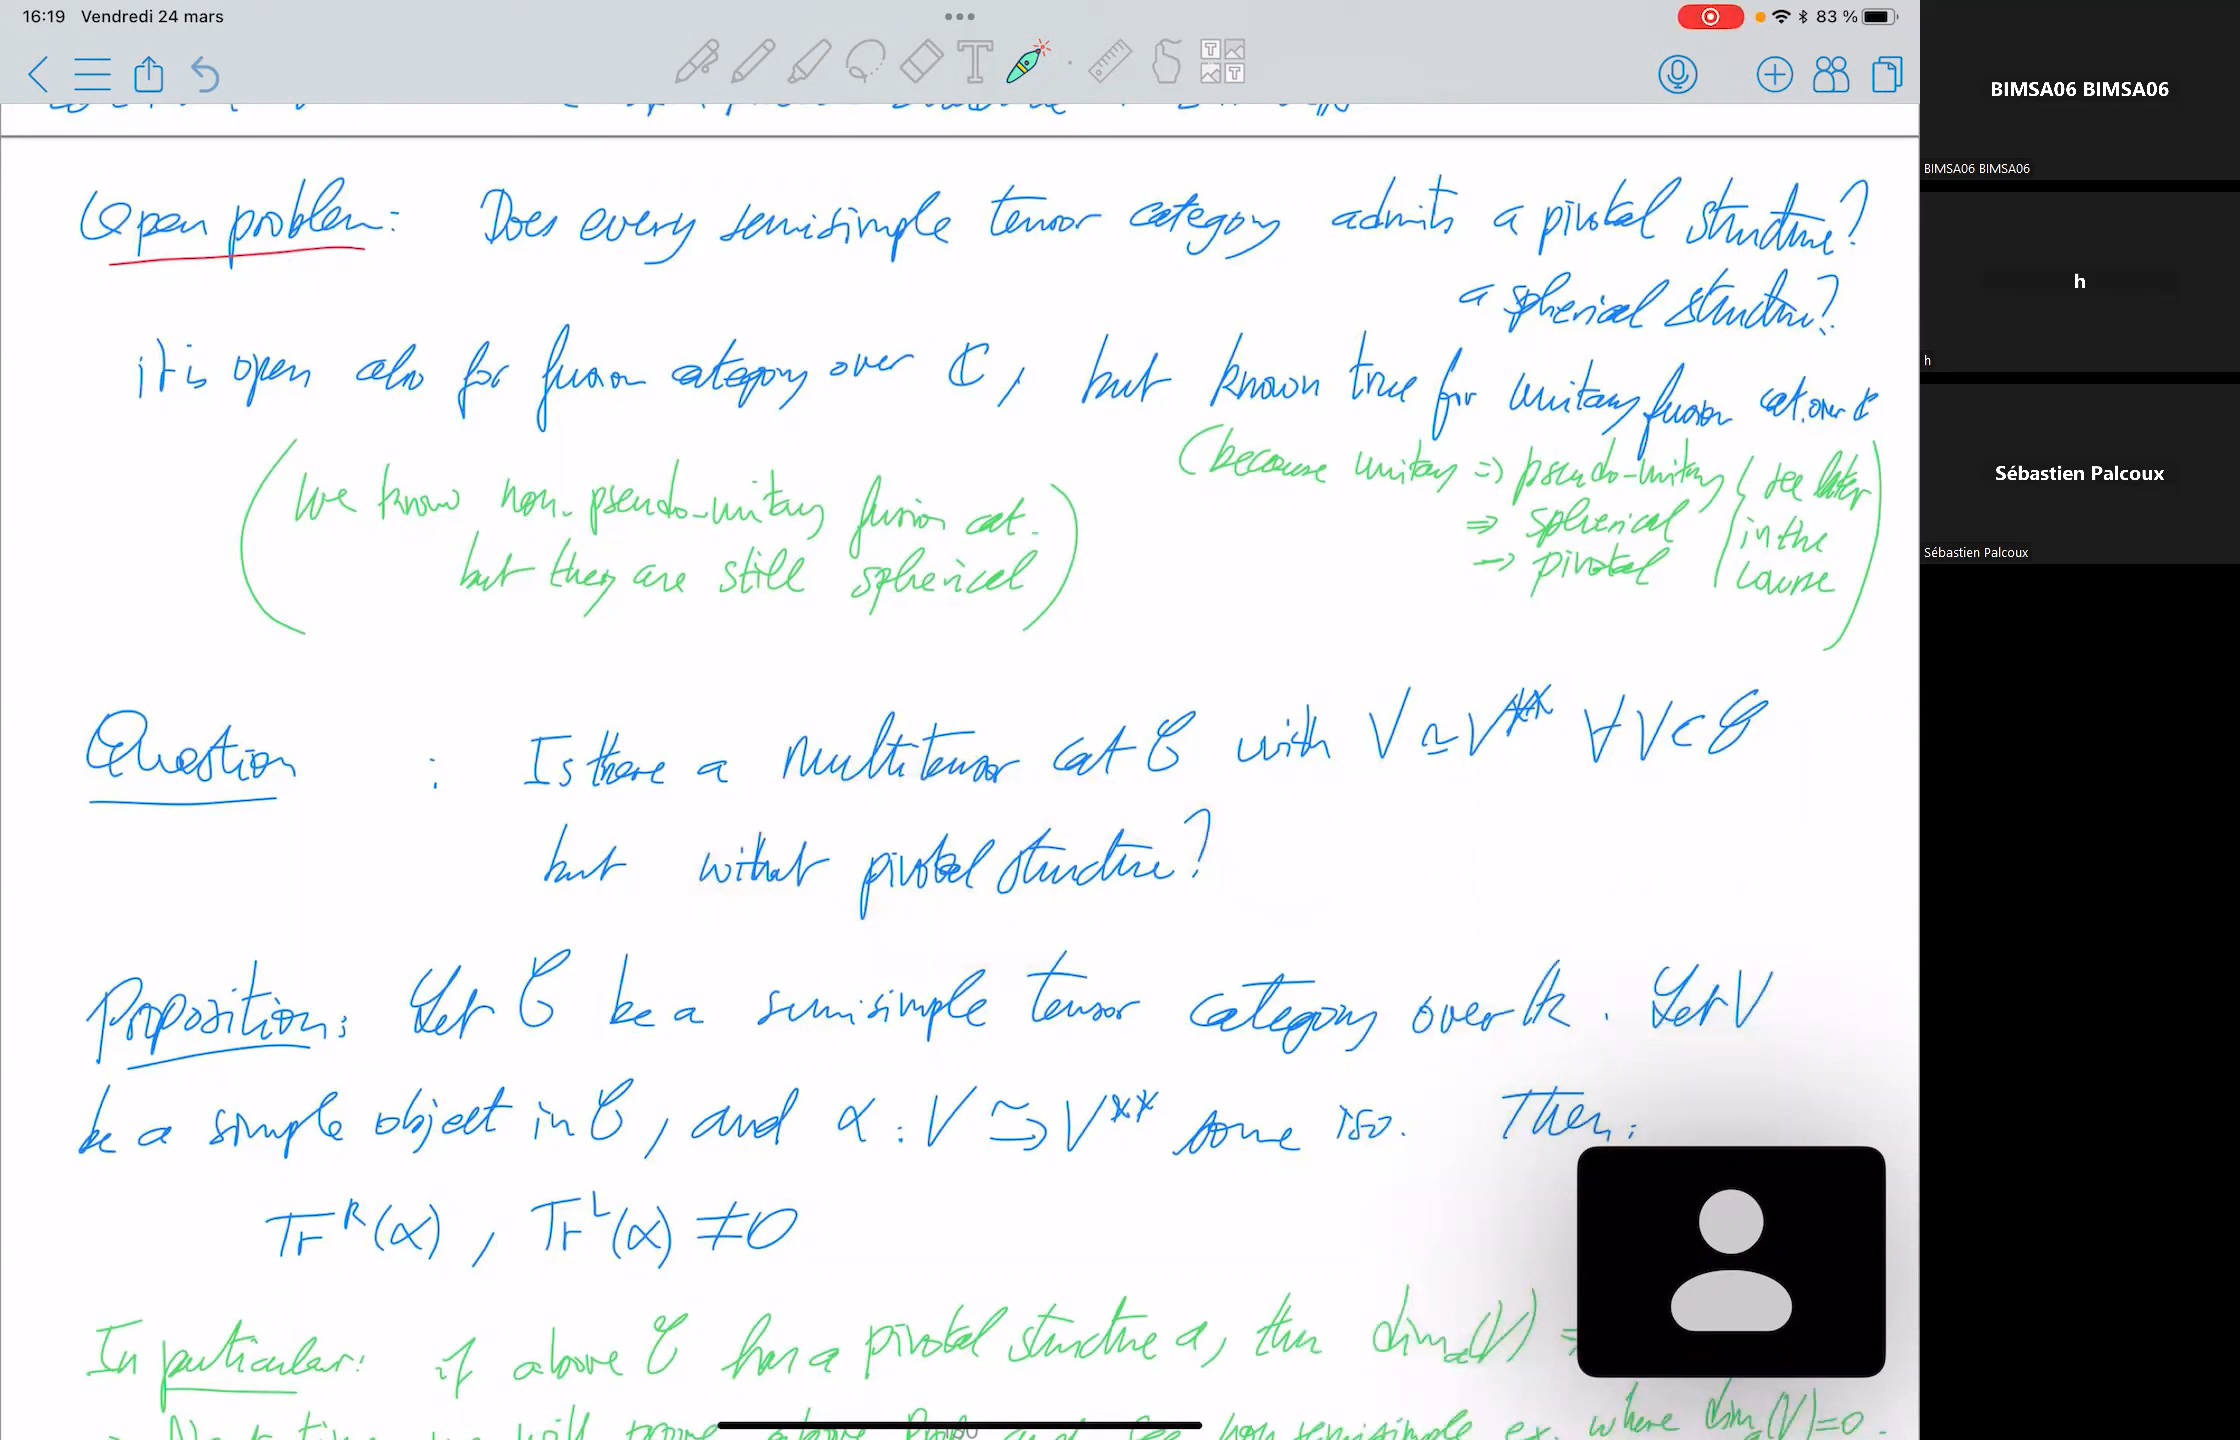 16:19 Vendredi 24 mars
83 %
Open problem: Does every semisimple tensor category admits a pivotal structure?
a spherical structure?
it is open also for fusion category over ℂ, but known true for unitary fusion cat. over ℂ
(because unitary => pseudo-unitary
=> spherical
=> pivotal
see later
in the
course)
(we know non-pseudo-unitary fusion cat.
but they are still spherical)
Question : Is there a multitensor cat 𝒞 with V ≃ V** ∀ V ∈ 𝒞
but without pivotal structure?
Proposition: Let 𝒞 be a semisimple tensor category over 𝕜. Let V
be a simple object in 𝒞, and α : V ≅→ V** some iso. Then:
Tr^R(α), Tr^L(α) ≠ 0
In particular: if above 𝒞 has a pivotal structure a, then dim_a(V)
where dim_a(V)=0.
BIMSA06 BIMSA06
BIMSA06 BIMSA06
h
h
Sébastien Palcoux
Sébastien Palcoux